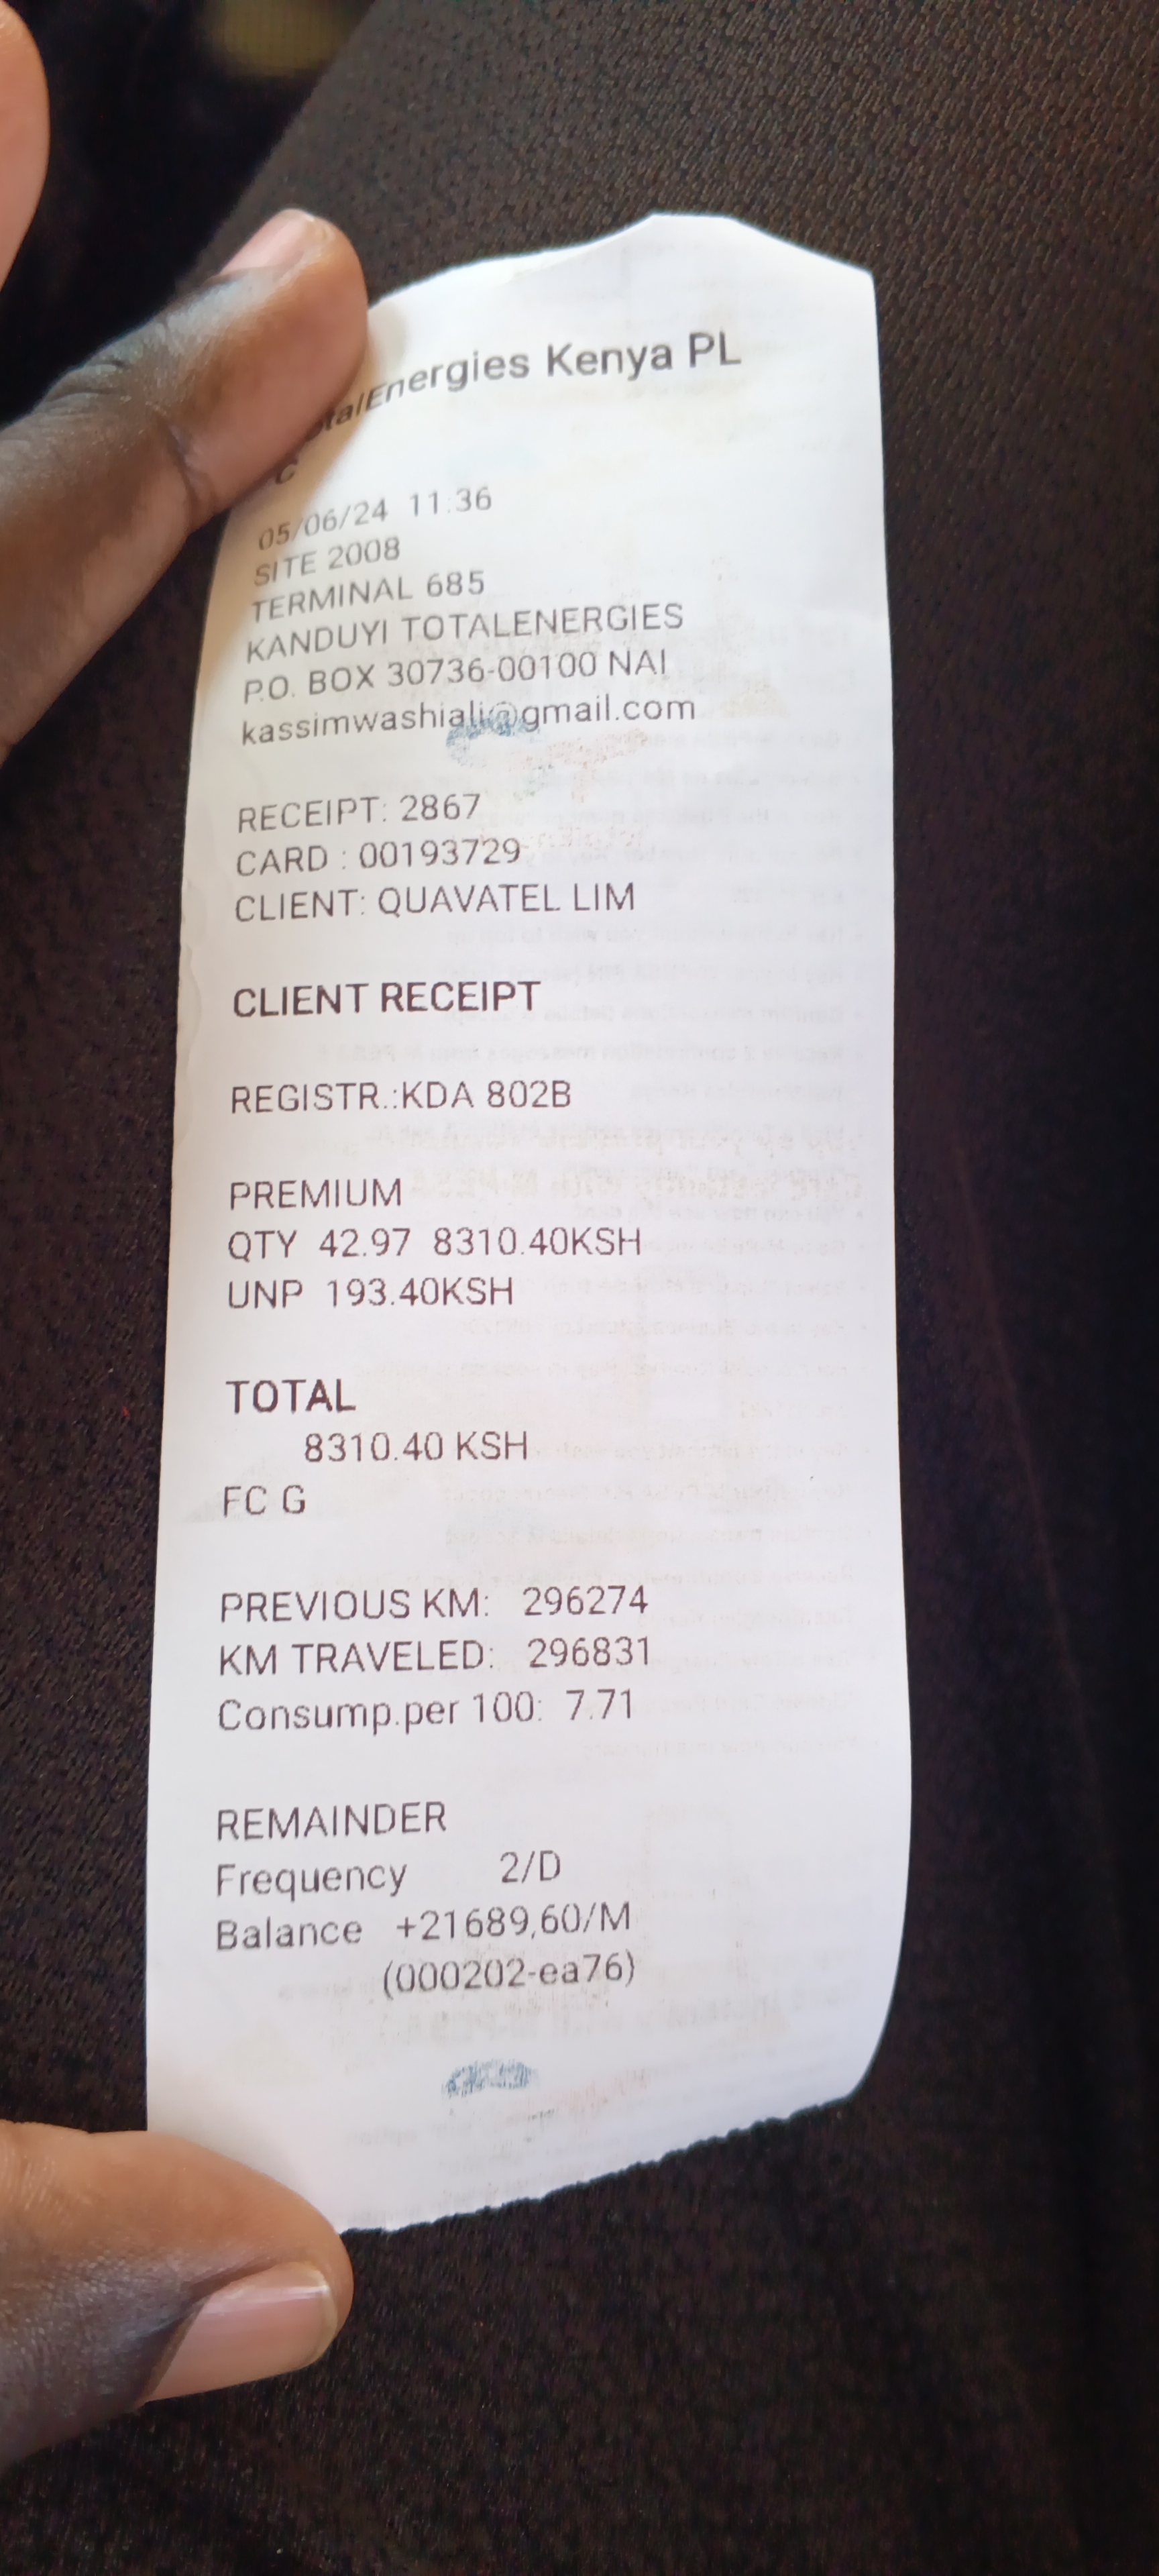 talEnergies Kenya PL
C
05/06/24 11:36
SITE 2008
TERMINAL 685
KANDUYI TOTALENERGIES
P.O. BOX 30736-00100 NAI
kassimwashiali@gmail.com
RECEIPT: 2867
CARD : 00193729
CLIENT: QUAVATEL LIM
CLIENT RECEIPT
REGISTR.:KDA 802B
PREMIUM
QTY 42.97 8310.40KSH
UNP 193.40KSH
TOTAL
8310.40 KSH
FC G
PREVIOUS KM: 296274
KM TRAVELED: 296831
Consump.per 100: 7.71
REMAINDER
Frequency 2/D
Balance +21689,60/M
(000202-ea76)